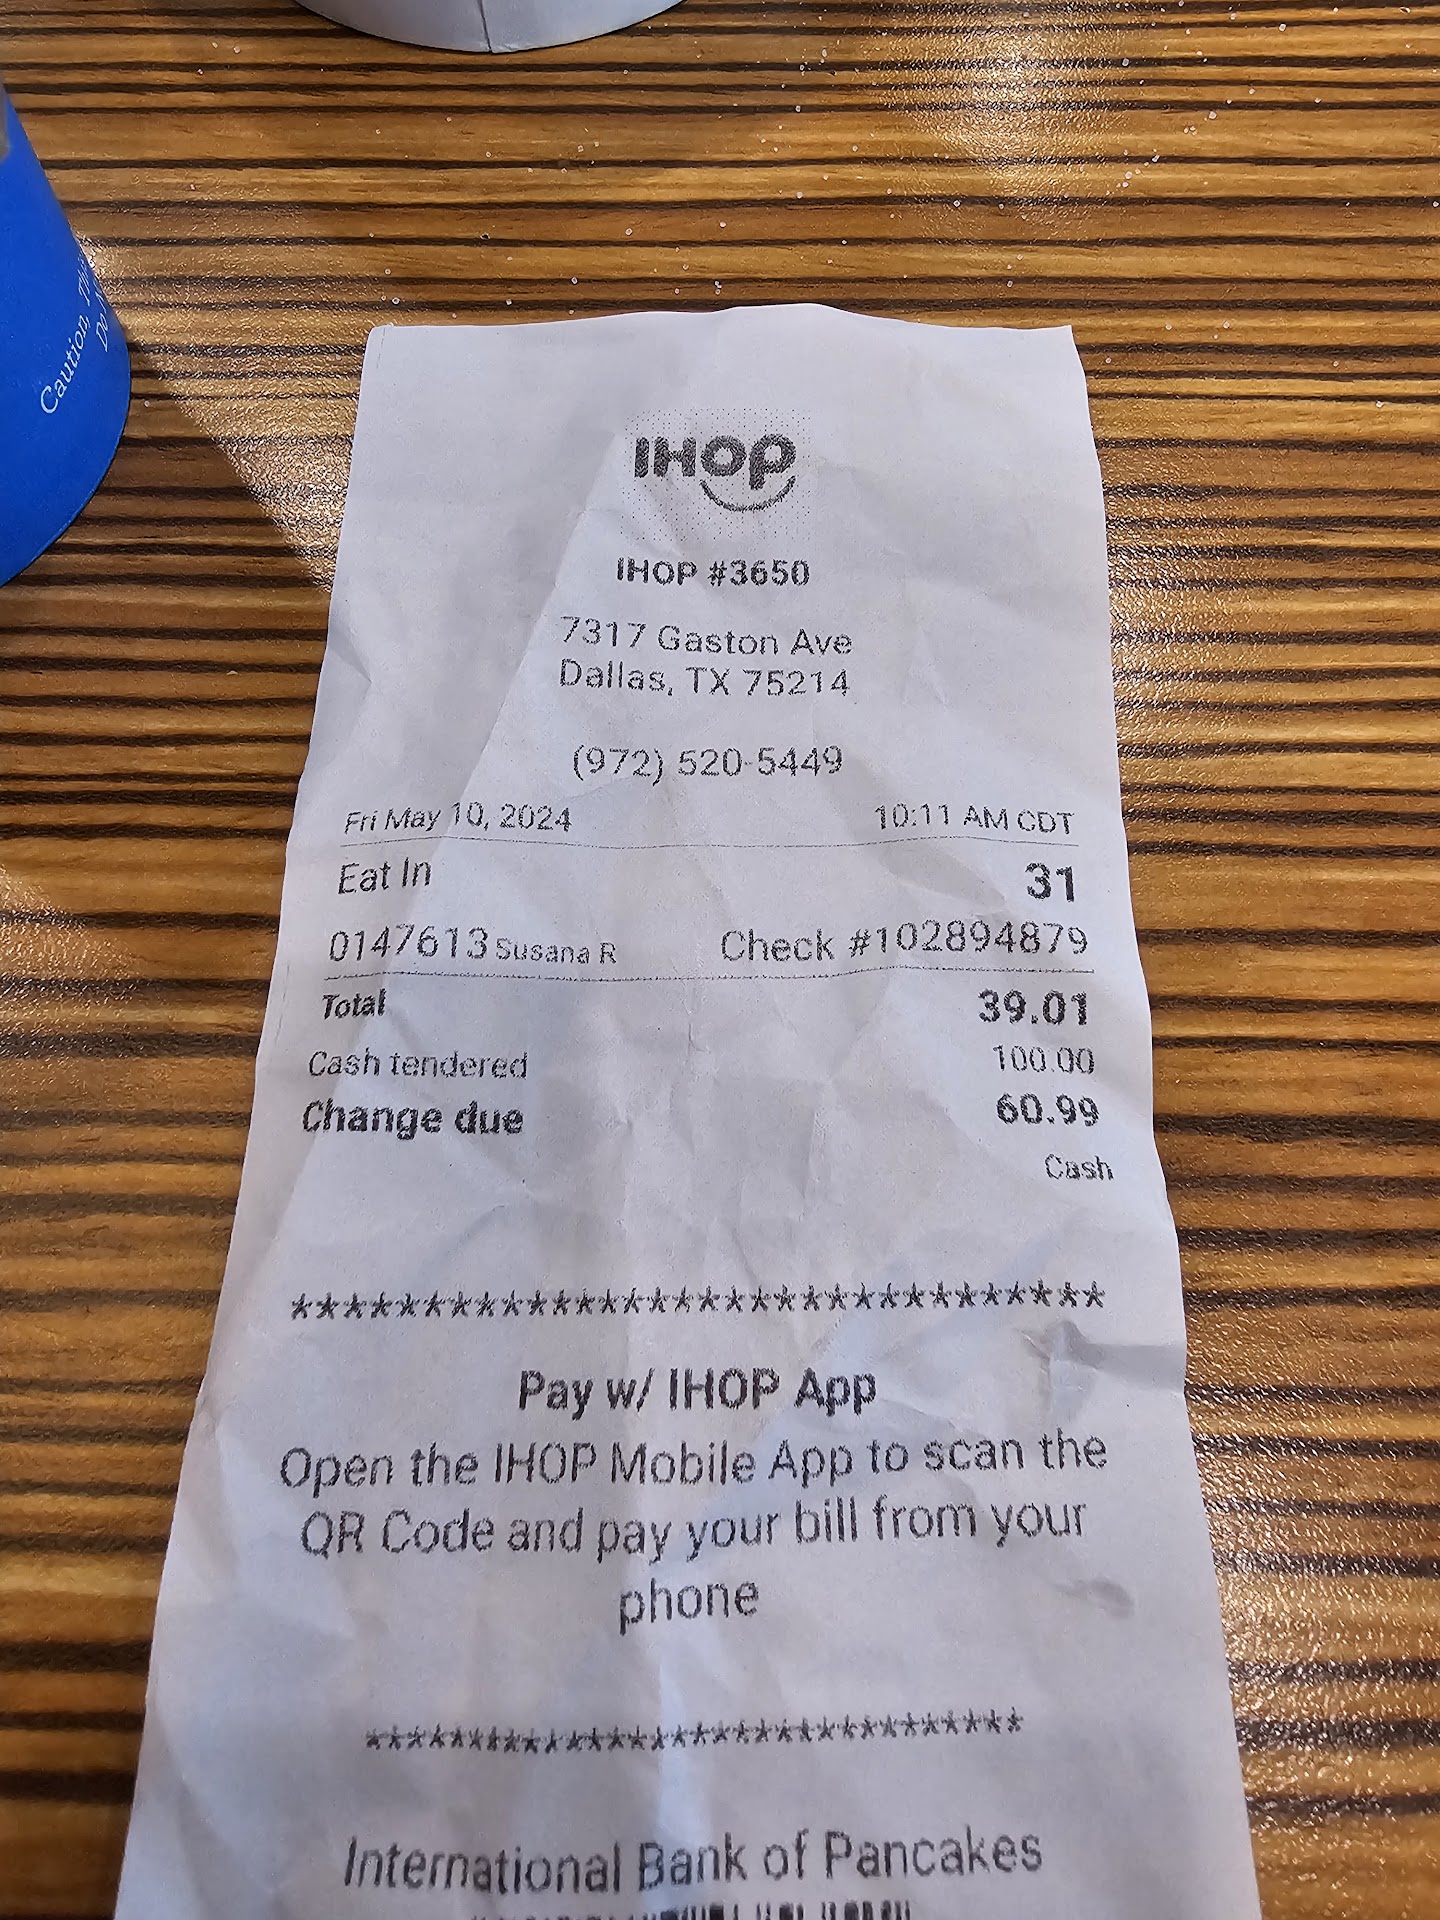 Caution,
Do
IHOP
IHOP #3650
7317 Gaston Ave
Dallas, TX 75214
(972) 520-5449
Fri May 10, 2024 10:11 AM CDT
Eat In 31
0147613 Susana R Check #102894879
Total 39.01
Cash tendered 100.00
Change due 60.99
Cash
*******************************
Pay w/ IHOP App
Open the IHOP Mobile App to scan the
QR Code and pay your bill from your
phone
*******************************
International Bank of Pancakes